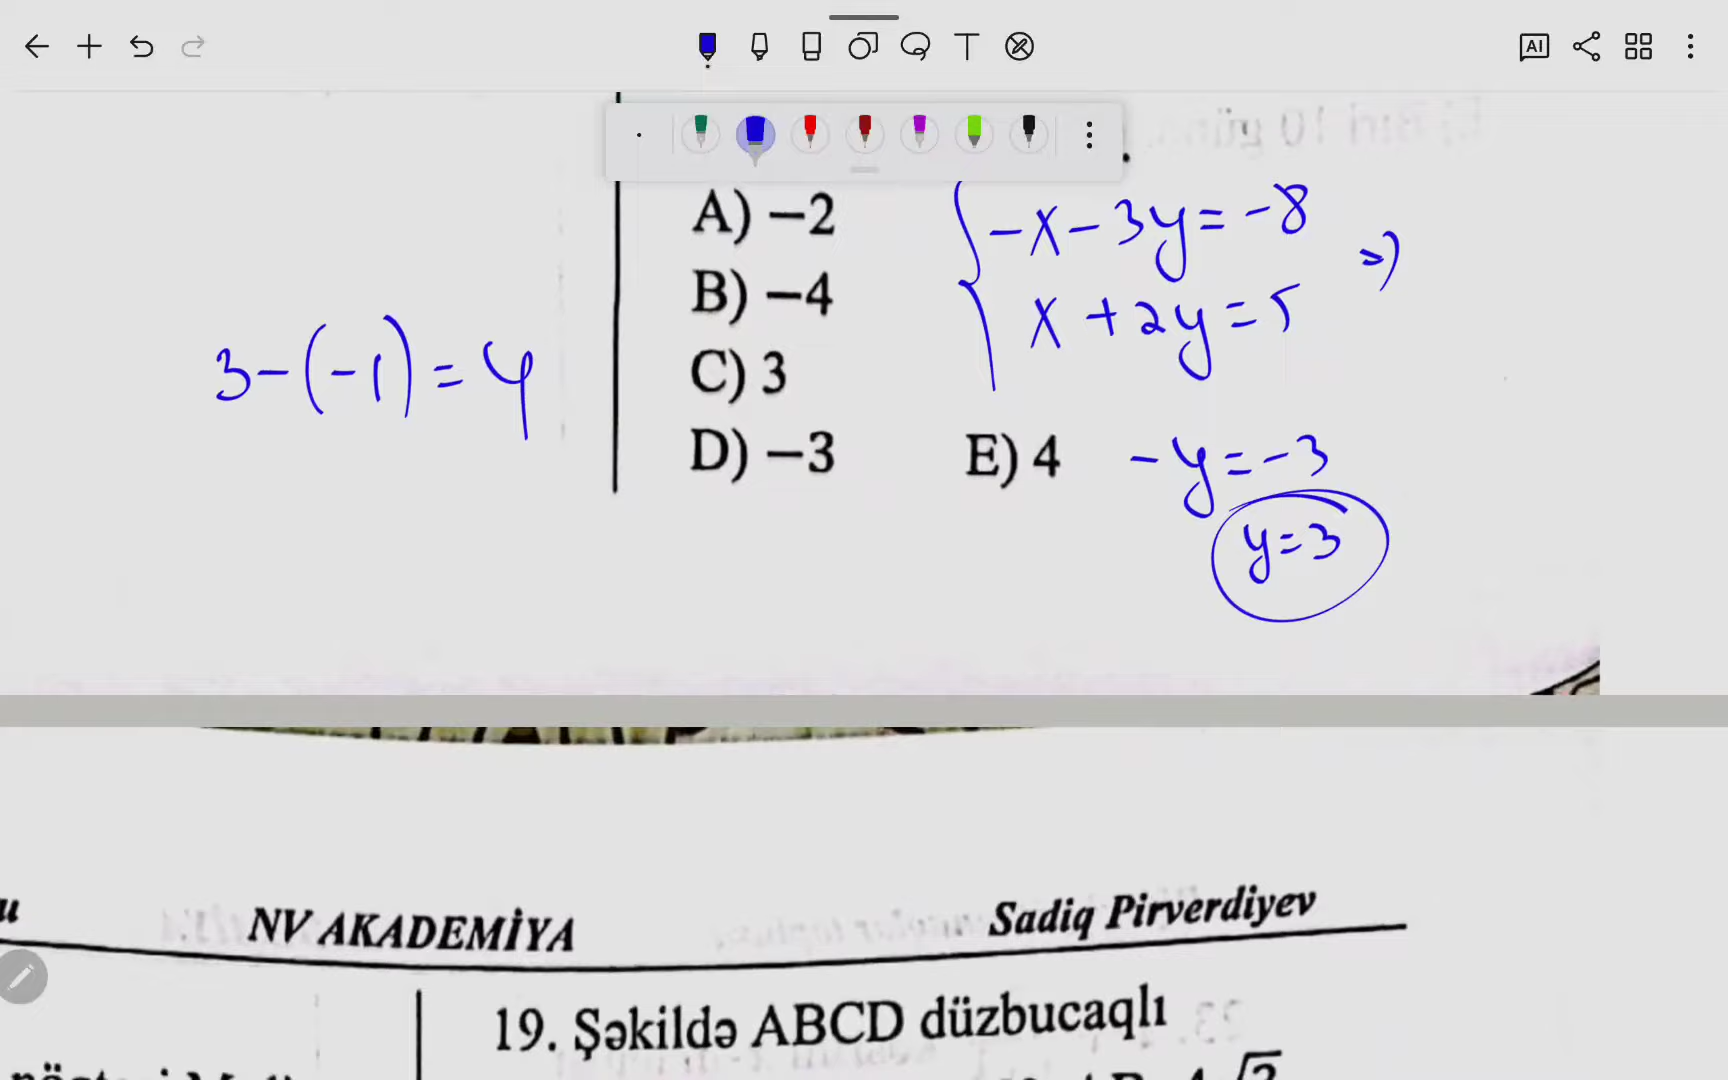 AI
A) −2
B) −4
C) 3
D) −3
E) 4
-x-3y=-8
x+2y=5
=>
-y=-3
y=3
3-(-1)=4
NV AKADEMİYA
Sadiq Pirverdiyev
19. Şəkildə ABCD düzbucaqlı